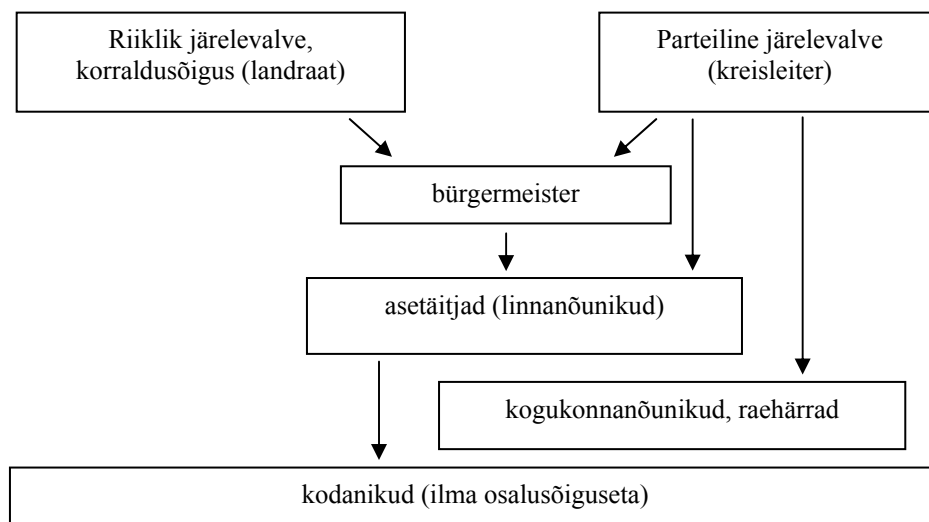 Riiklik järelevalve,
korraldusõigus (landraat)
Parteiline järelevalve
(kreisleiter)
bürgermeister
asetäitjad (linnanõunikud)
kogukonnanõunikud, raehärrad
kodanikud (ilma osalusõiguseta)